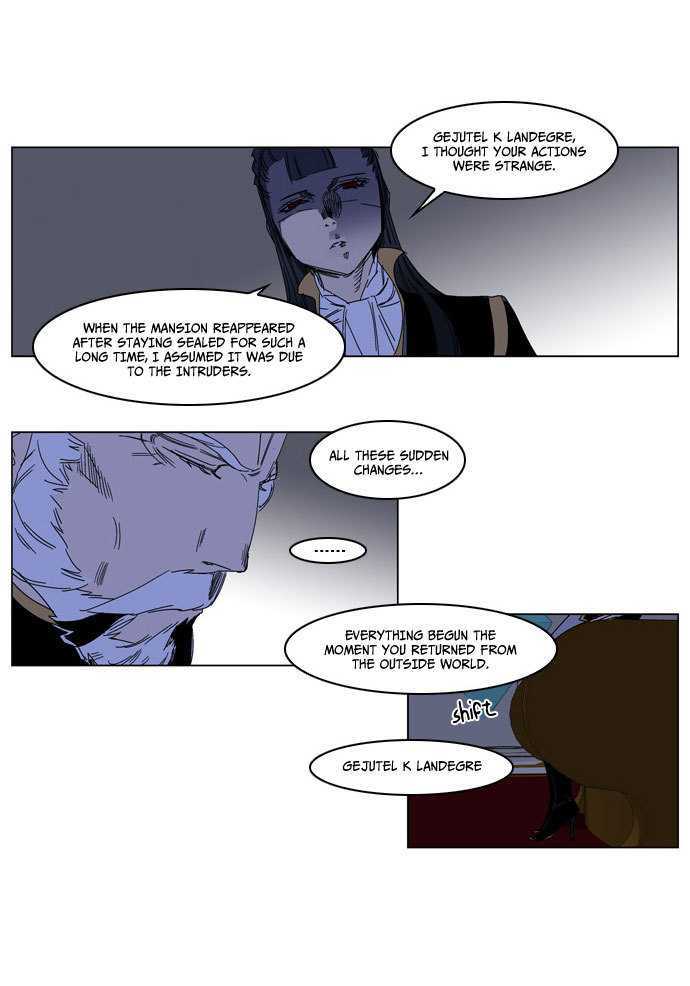 GEJUTEL K LANDEGRE,
I THOUGHT YOUR ACTIONS
WERE STRANGE.
WHEN THE MANSION REAPPEARED
AFTER STAYING SEALED FOR SUCH A
LONG TIME, I ASSUMED IT WAS DUE
TO THE INTRUDERS.
ALL THESE SUDDEN
CHANGES...
------
EVERYTHING BEGUN THE
MOMENT YOU RETURNED FROM
THE OUTSIDE WORLD.
shift
GEJUTEL K LANDEGRE